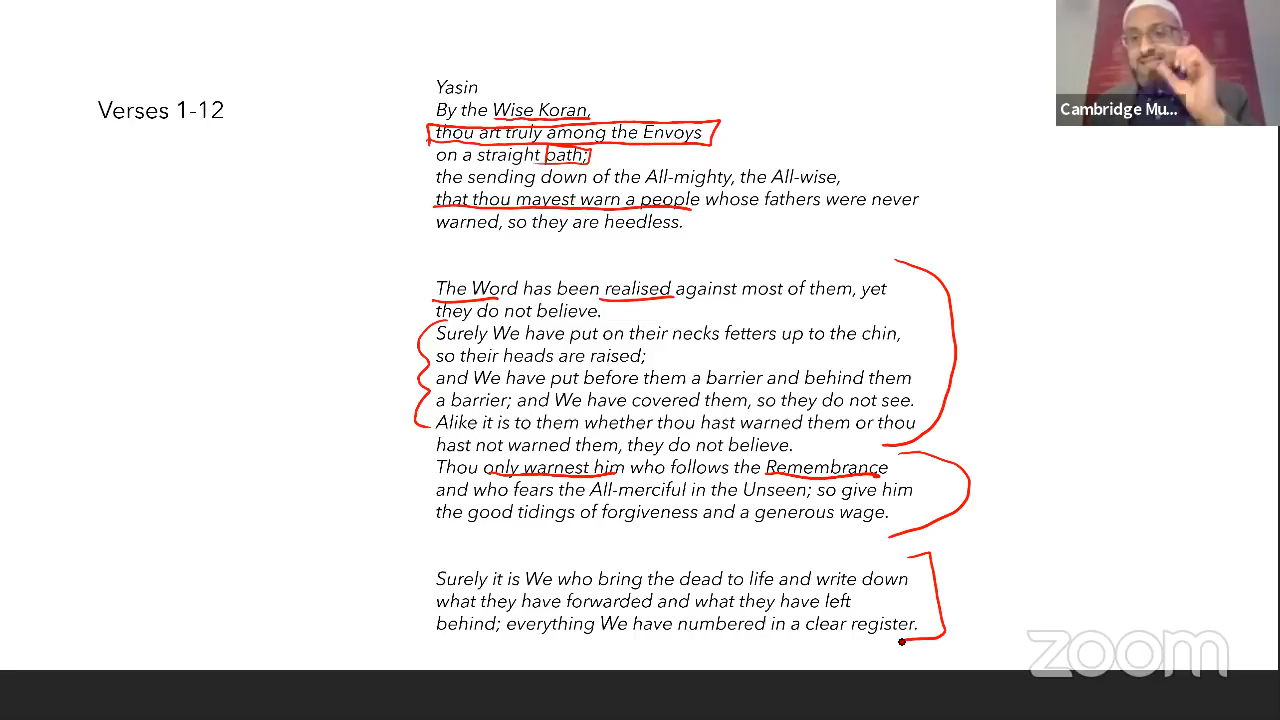 Cambridge Mu...
Verses 1-12
Yasin
By the Wise Koran,
thou art truly among the Envoys
on a straight path;
the sending down of the All-mighty, the All-wise,
that thou mayest warn a people whose fathers were never
warned, so they are heedless.
The Word has been realised against most of them, yet
they do not believe.
Surely We have put on their necks fetters up to the chin,
so their heads are raised;
and We have put before them a barrier and behind them
a barrier; and We have covered them, so they do not see.
Alike it is to them whether thou hast warned them or thou
hast not warned them, they do not believe.
Thou only warnest him who follows the Remembrance
and who fears the All-merciful in the Unseen; so give him
the good tidings of forgiveness and a generous wage.
Surely it is We who bring the dead to life and write down
what they have forwarded and what they have left
behind; everything We have numbered in a clear register.
zoom